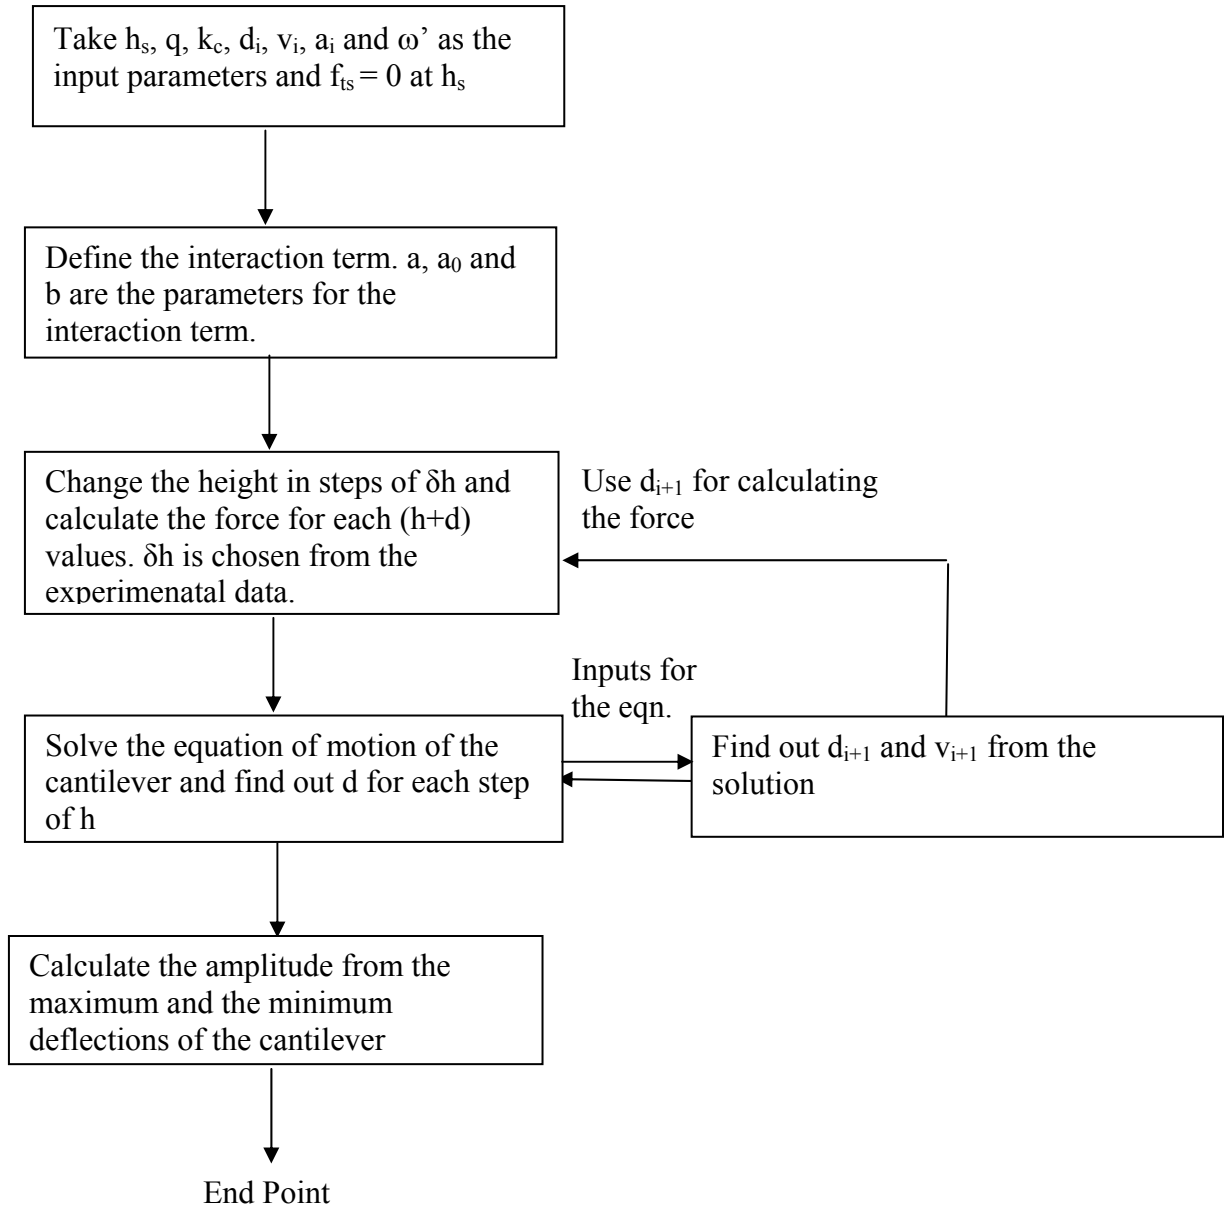 Take hₛ, q, k_c, dᵢ, vᵢ, aᵢ and ω’ as the
input parameters and fₜₛ = 0 at hₛ
Define the interaction term. a, a₀ and
b are the parameters for the
interaction term.
Change the height in steps of δh and
calculate the force for each (h+d)
values. δh is chosen from the
experimenatal data.
Use dᵢ₊₁ for calculating
the force
Inputs for
the eqn.
Solve the equation of motion of the
cantilever and find out d for each step
of h
Find out dᵢ₊₁ and vᵢ₊₁ from the
solution
Calculate the amplitude from the
maximum and the minimum
deflections of the cantilever
End Point